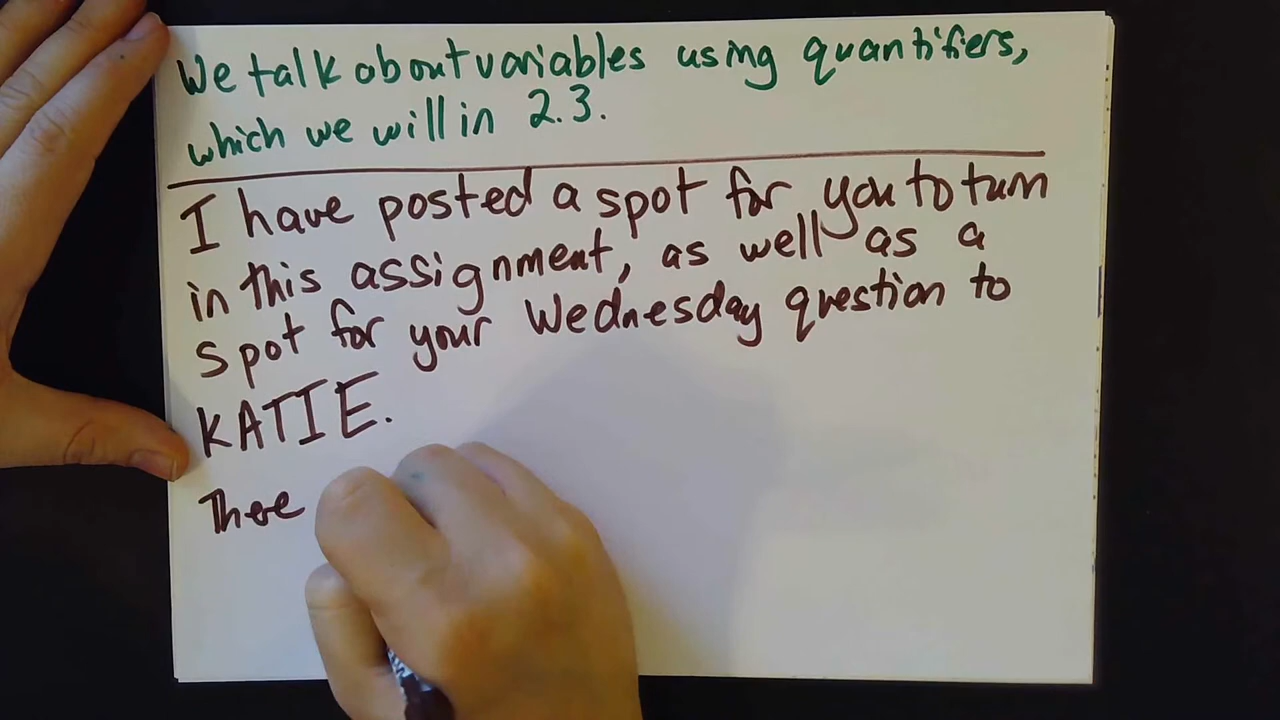 We talk about variables using quantifiers,
which we will in 2.3.
I have posted a spot for you to turn
in this assignment, as well as a
spot for your Wednesday question to
KATIE.